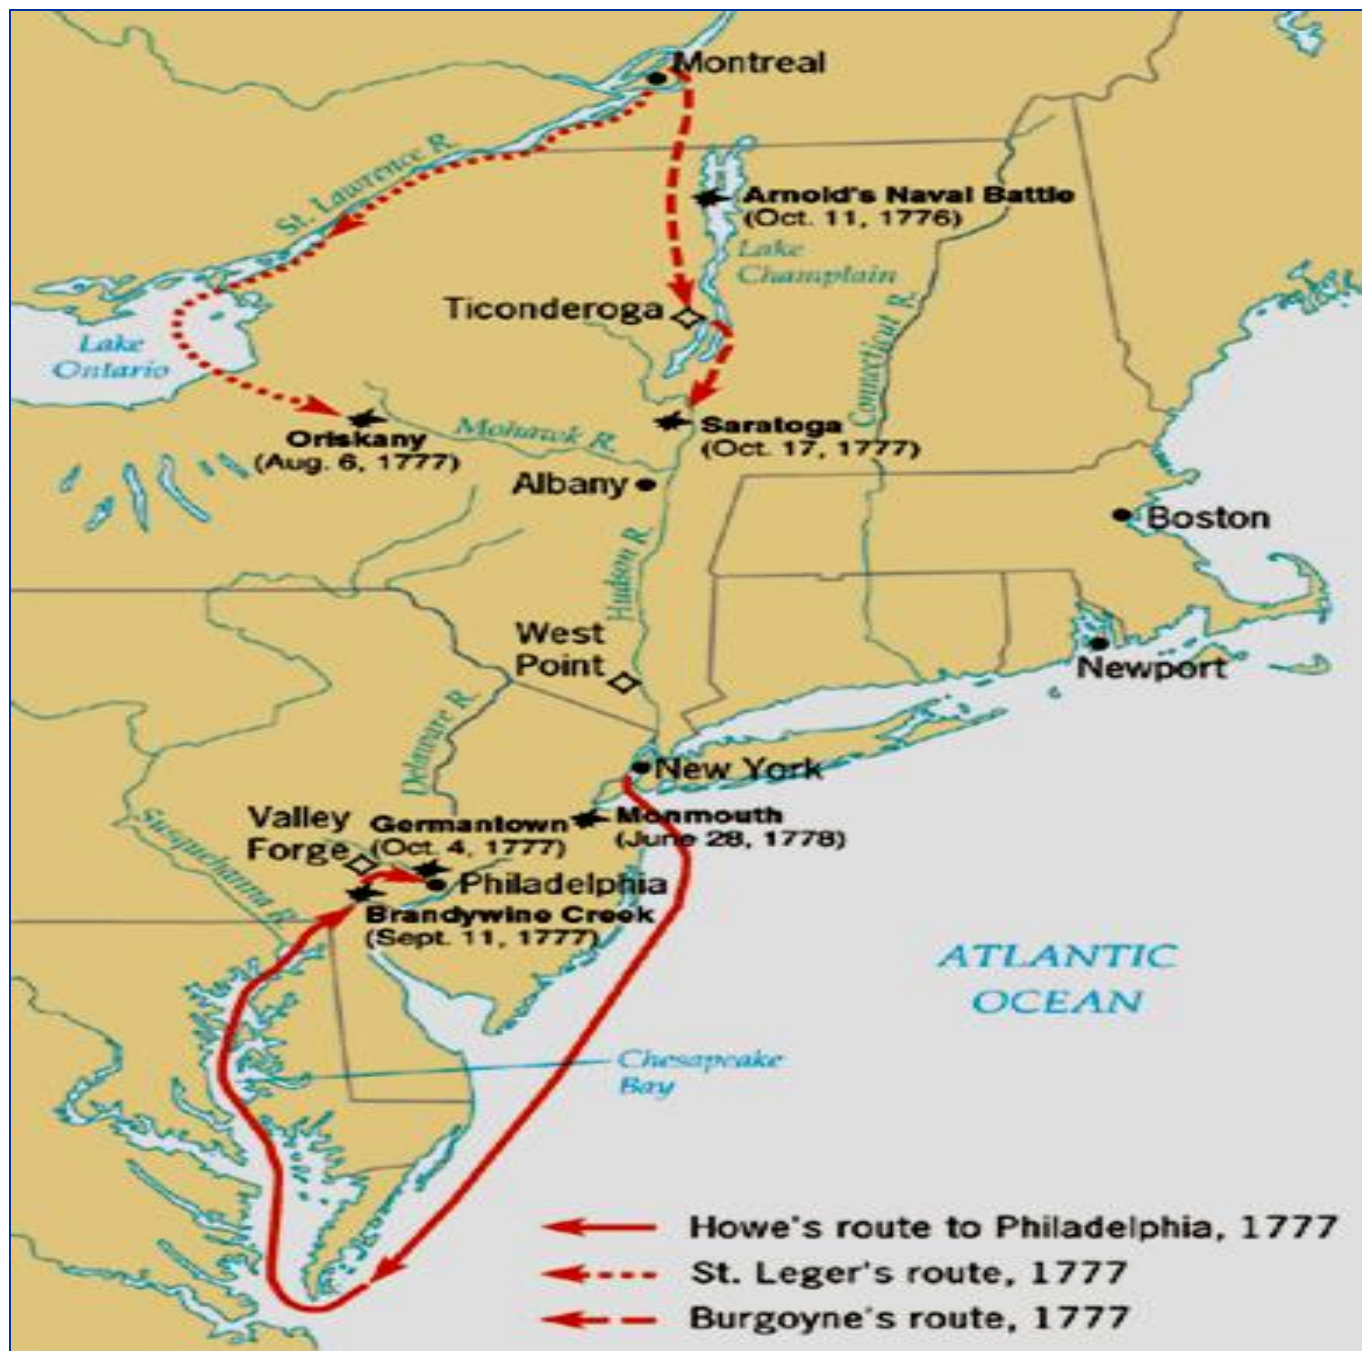 Montreal
St. Lawrence R.
Arnold's Naval Battle
(Oct. 11, 1776)
Lake
Champlain
Ticonderoga
Connecticut R.
Lake
Ontario
Oriskany
(Aug. 6, 1777)
Mohawk R.
Saratoga
(Oct. 17, 1777)
Albany
Boston
Hudson R.
West
Point
Newport
Delaware R.
New York
Susquehanna R.
Valley
Forge
Germantown
(Oct. 4, 1777)
Monmouth
(June 28, 1778)
Philadelphia
Brandywine Creek
(Sept. 11, 1777)
ATLANTIC
OCEAN
Chesapeake
Bay
Howe's route to Philadelphia, 1777
St. Leger's route, 1777
Burgoyne's route, 1777